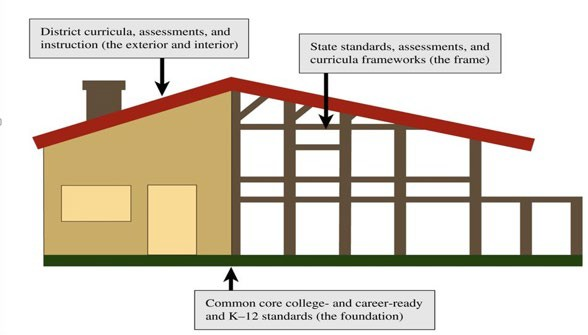 District curricula, assessments, and
instruction (the exterior and interior)
State standards, assessments, and
curricula frameworks (the frame)
Common core college- and career-ready
and K–12 standards (the foundation)